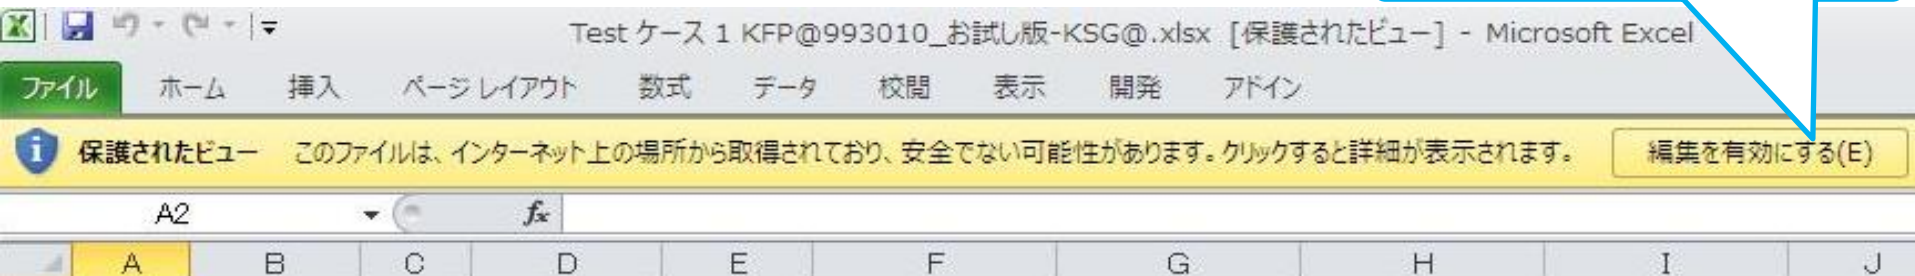 Test ケース 1 KFP@993010_お試し版-KSG@.xlsx [保護されたビュー] - Microsoft Excel
ファイル ホーム 挿入 ページ レイアウト 数式 データ 校閲 表示 開発 アドイン
保護されたビュー このファイルは、インターネット上の場所から取得されており、安全でない可能性があります。クリックすると詳細が表示されます。 編集を有効にする(E)
A2 fx
A B C D E F G H I J